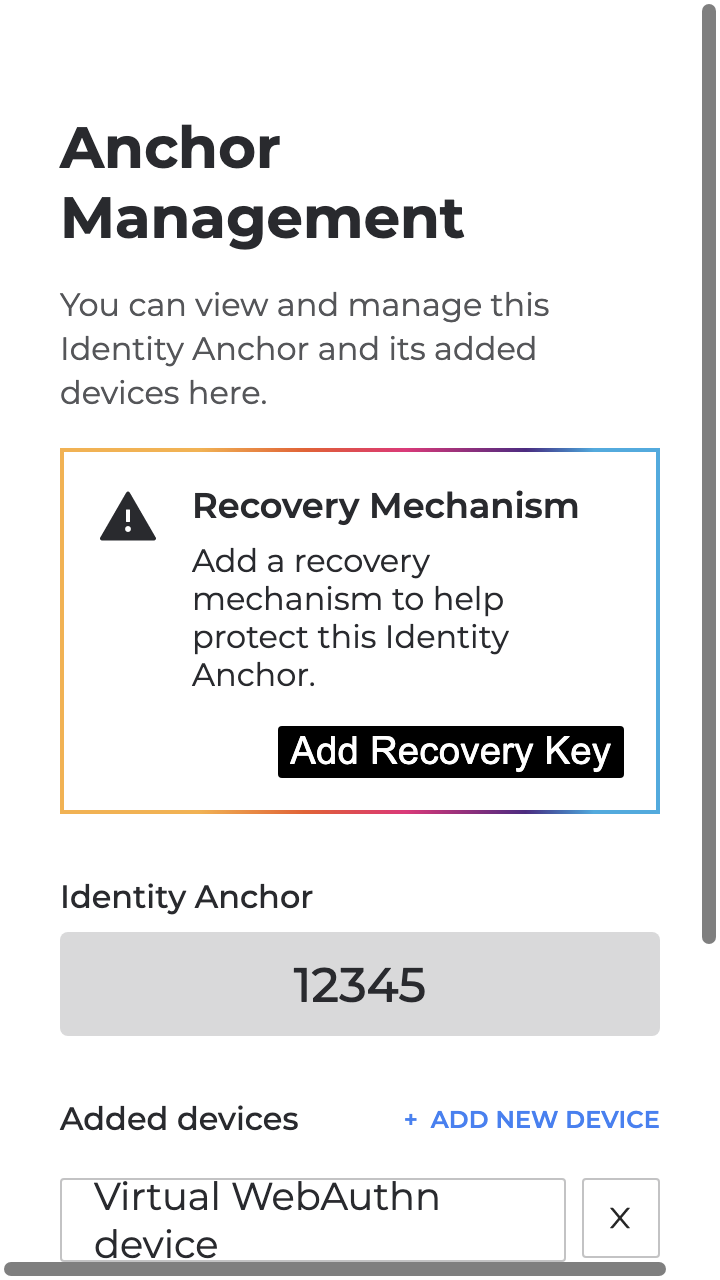 Anchor
Management
You can view and manage this
Identity Anchor and its added
devices here.
Recovery Mechanism
Add a recovery
mechanism to help
protect this Identity
Anchor.
Add Recovery Key
Identity Anchor
12345
Added devices
+ ADD NEW DEVICE
Virtual WebAuthn
device
X